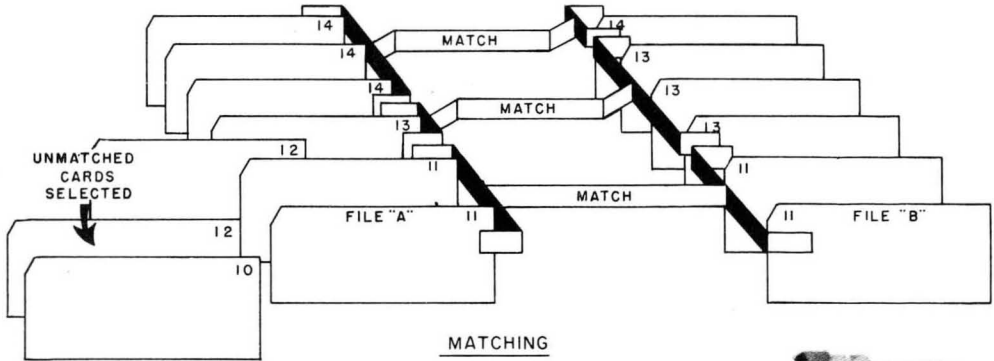 14
14
14
13
12
11
FILE "A" 11
UNMATCHED
CARDS
SELECTED
12
10
MATCH
MATCH
MATCH
14
13
13
13
11
11 FILE "B"
MATCHING